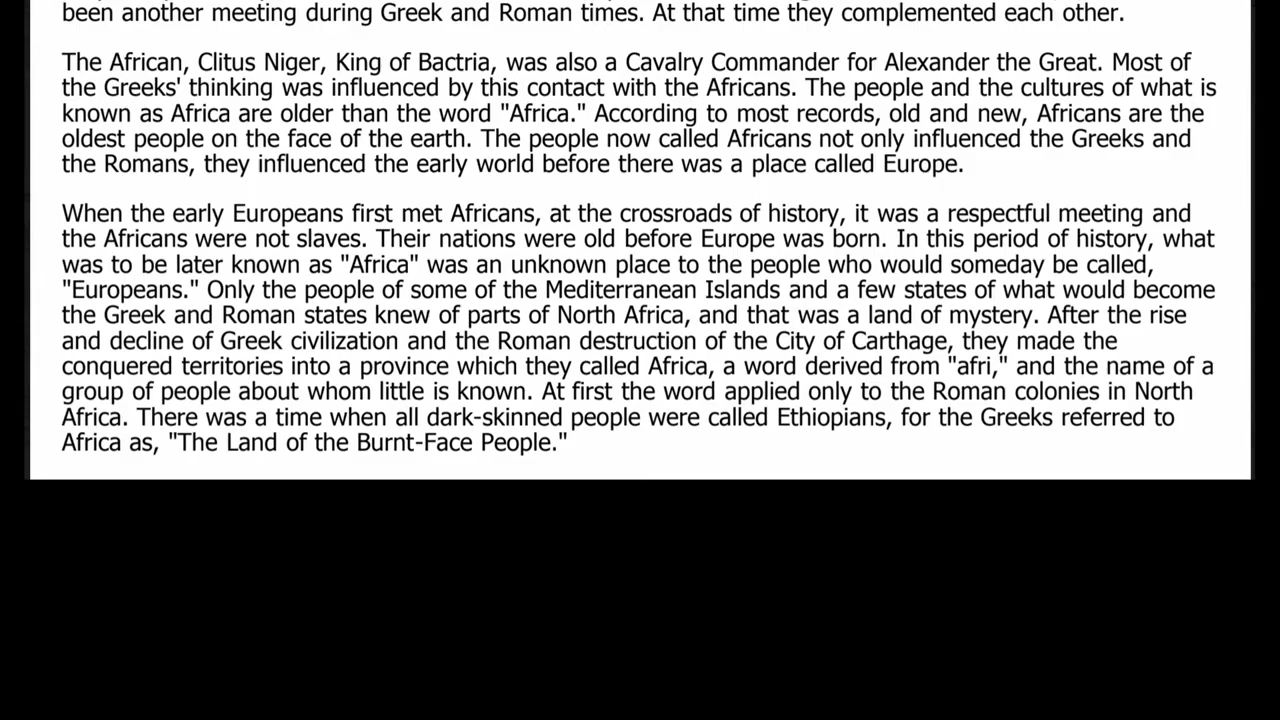 been another meeting during Greek and Roman times. At that time they complemented each other.
The African, Clitus Niger, King of Bactria, was also a Cavalry Commander for Alexander the Great. Most of
the Greeks' thinking was influenced by this contact with the Africans. The people and the cultures of what is
known as Africa are older than the word "Africa." According to most records, old and new, Africans are the
oldest people on the face of the earth. The people now called Africans not only influenced the Greeks and
the Romans, they influenced the early world before there was a place called Europe.
When the early Europeans first met Africans, at the crossroads of history, it was a respectful meeting and
the Africans were not slaves. Their nations were old before Europe was born. In this period of history, what
was to be later known as "Africa" was an unknown place to the people who would someday be called,
"Europeans." Only the people of some of the Mediterranean Islands and a few states of what would become
the Greek and Roman states knew of parts of North Africa, and that was a land of mystery. After the rise
and decline of Greek civilization and the Roman destruction of the City of Carthage, they made the
conquered territories into a province which they called Africa, a word derived from "afri," and the name of a
group of people about whom little is known. At first the word applied only to the Roman colonies in North
Africa. There was a time when all dark-skinned people were called Ethiopians, for the Greeks referred to
Africa as, "The Land of the Burnt-Face People."